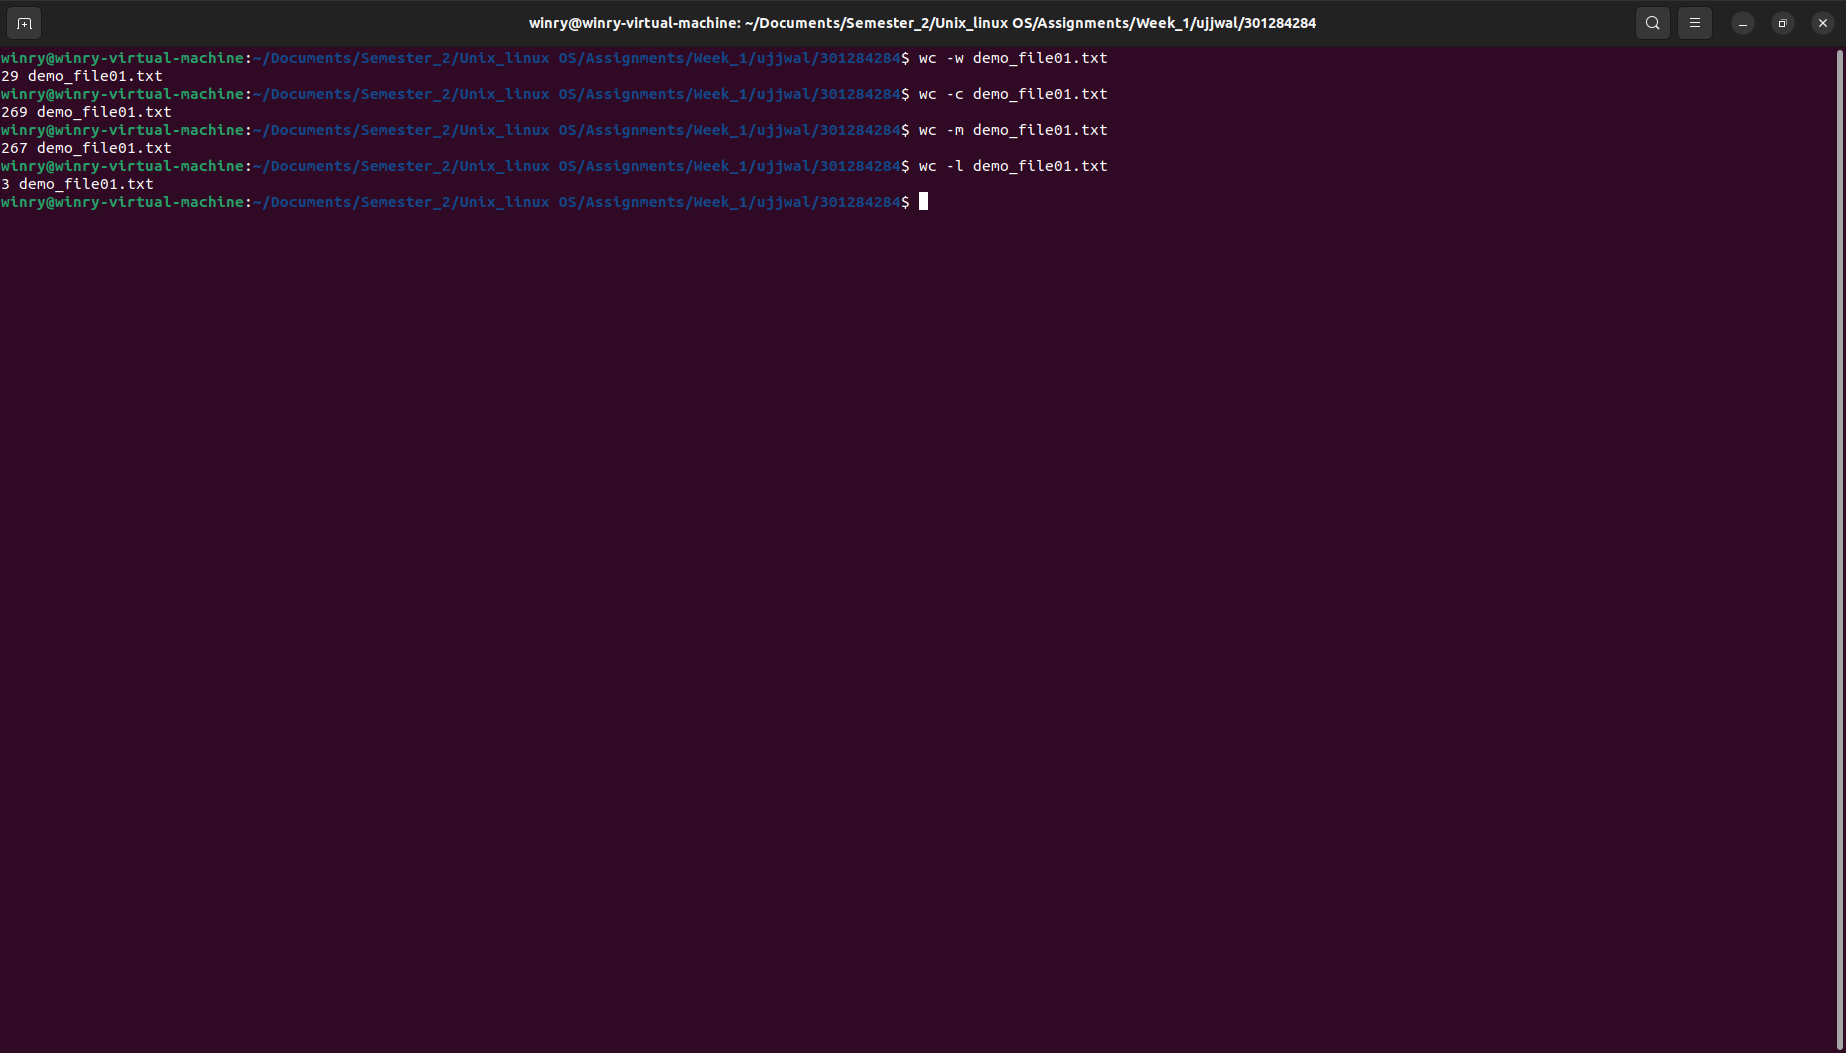 winry@winry-virtual-machine: ~/Documents/Semester_2/Unix_linux OS/Assignments/Week_1/ujjwal/301284284
winry@winry-virtual-machine:~/Documents/Semester_2/Unix_linux OS/Assignments/Week_1/ujjwal/301284284$ wc -w demo_file01.txt
29 demo_file01.txt
winry@winry-virtual-machine:~/Documents/Semester_2/Unix_linux OS/Assignments/Week_1/ujjwal/301284284$ wc -c demo_file01.txt
269 demo_file01.txt
winry@winry-virtual-machine:~/Documents/Semester_2/Unix_linux OS/Assignments/Week_1/ujjwal/301284284$ wc -m demo_file01.txt
267 demo_file01.txt
winry@winry-virtual-machine:~/Documents/Semester_2/Unix_linux OS/Assignments/Week_1/ujjwal/301284284$ wc -l demo_file01.txt
3 demo_file01.txt
winry@winry-virtual-machine:~/Documents/Semester_2/Unix_linux OS/Assignments/Week_1/ujjwal/301284284$